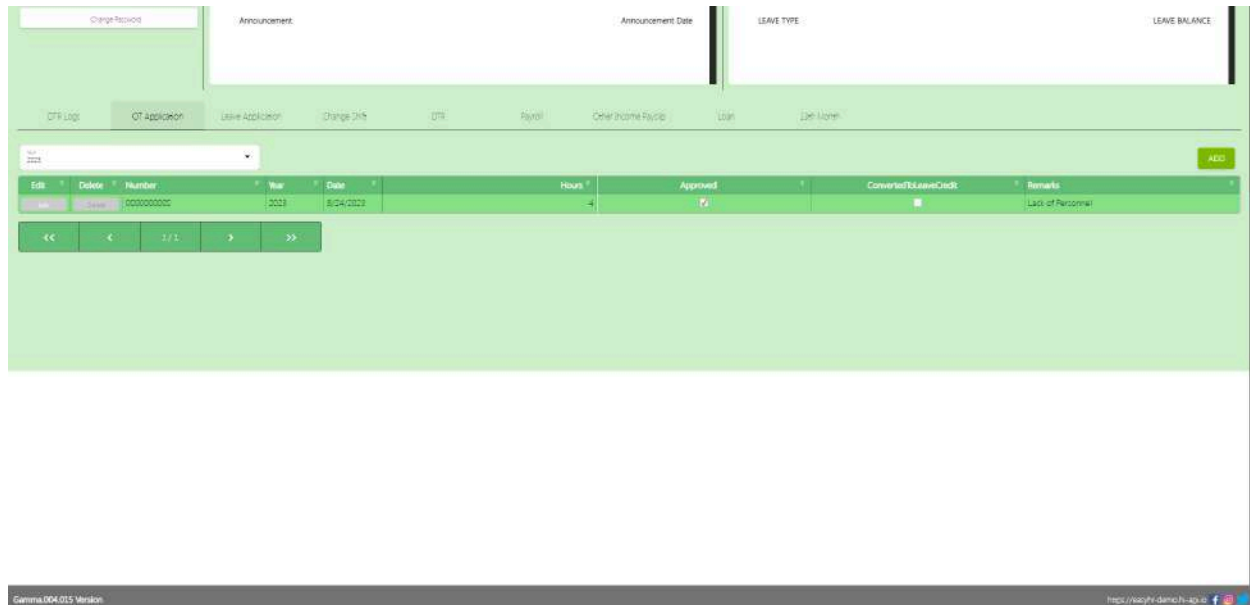 Change Password
Announcement Announcement Date LEAVE TYPE LEAVE BALANCE
DTR Logs OT Application Leave Application Change Shift DTR Payroll Other Income Payslip Loan 13th Month
ADD
Edit Delete Number Year Date Hours Approved ConvertedToLeaveCredit Remarks
Edit Delete 2023 8/24/2023 4 Lack of Personnel
<< < 1 / 1 > >>
Gamma.004.015 Version